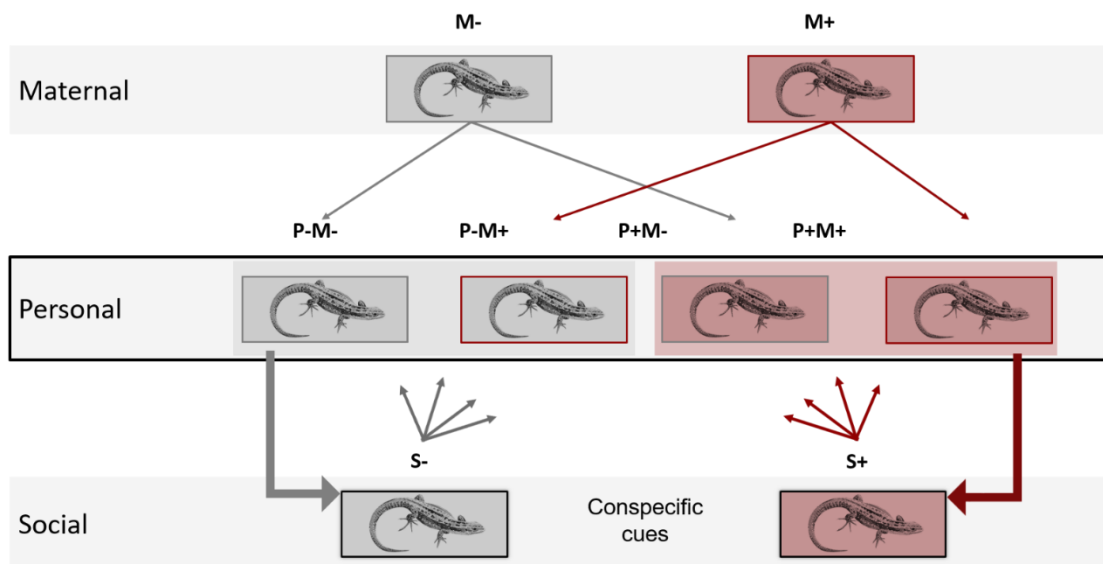 M-
M+
Maternal
P-M-
P-M+
P+M-
P+M+
Personal
S-
S+
Social
Conspecific
cues